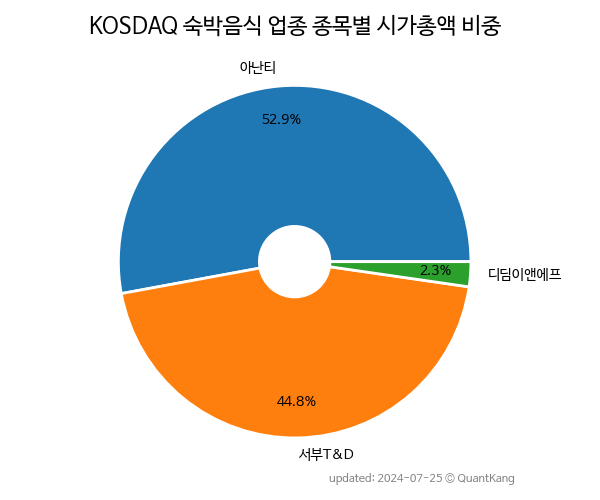 KOSDAQ 숙박음식 업종 종목별 시가총액 비중
아난티
52.9%
2.3%
디딤이앤에프
44.8%
서부T&D
updated: 2024-07-25 © QuantKang